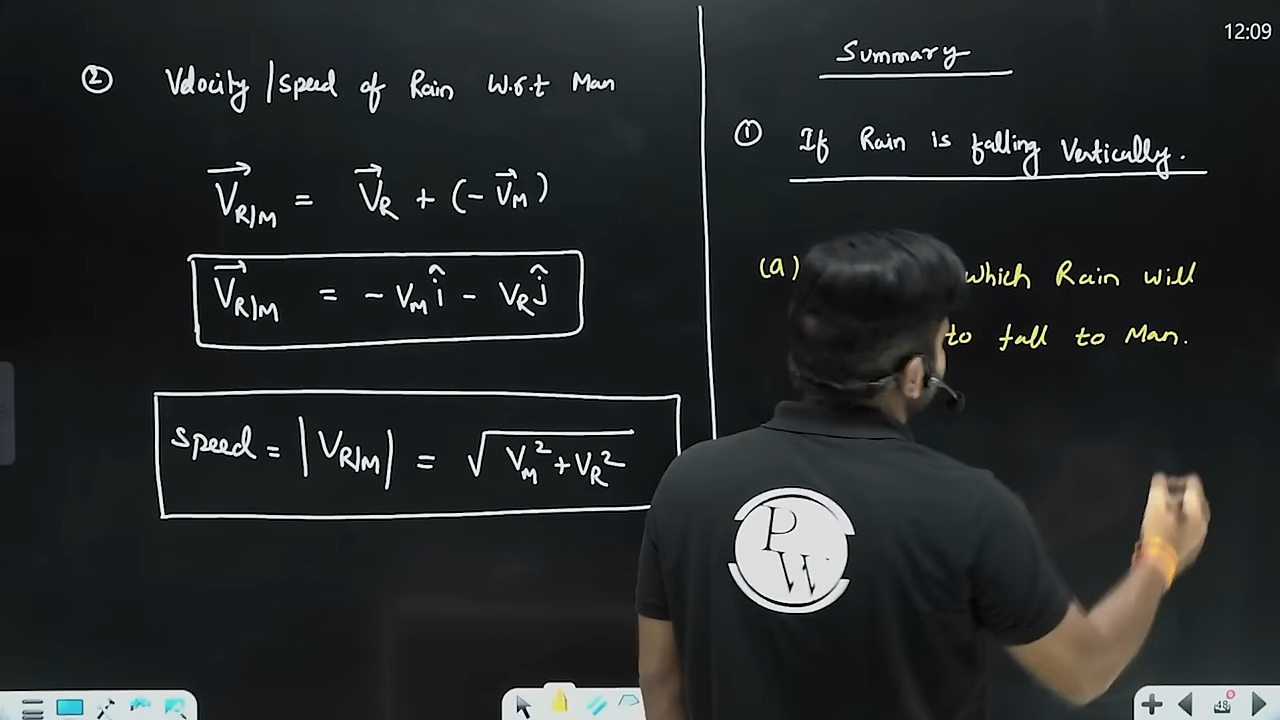 ② Velocity / speed of Rain w.r.t Man
V⃗R/M = V⃗R + (- V⃗M)
V⃗R/M = - VM î - VR ĵ
speed = |VR/M| = √(VM² + VR²)
12:09
Summary
① If Rain is falling Vertically.
(a) which Rain will
to fall to Man.
PW
48